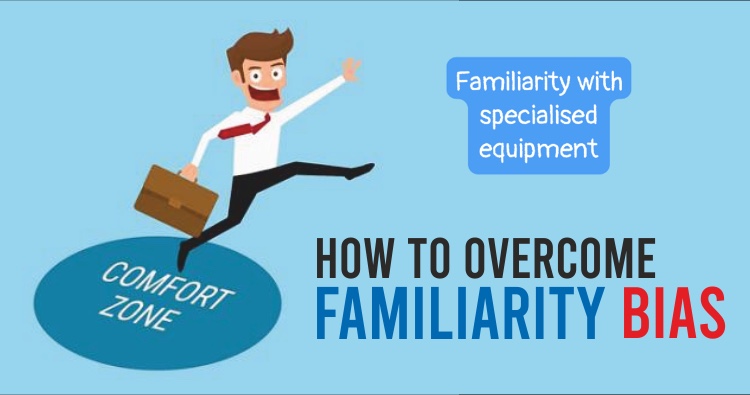 Familiarity with
specialised
equipment
COMFORT
ZONE
HOW TO OVERCOME
FAMILIARITY BIAS